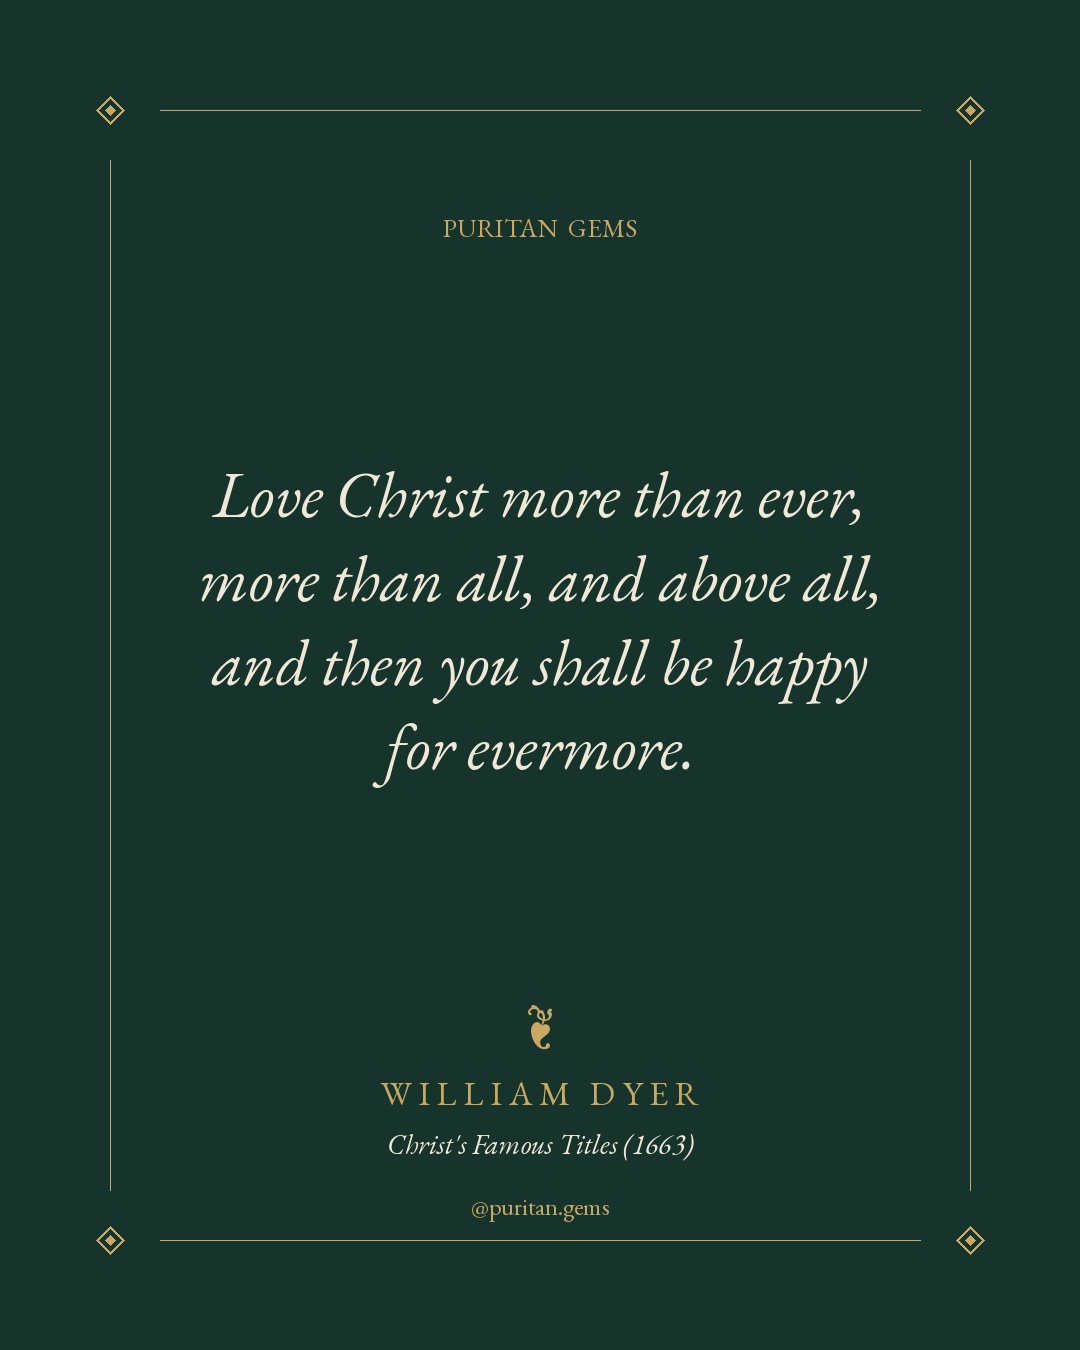 PURITAN GEMS
Love Christ more than ever,
more than all, and above all,
and then you shall be happy
for evermore.
WILLIAM DYER
Christ's Famous Titles (1663)
@puritan.gems